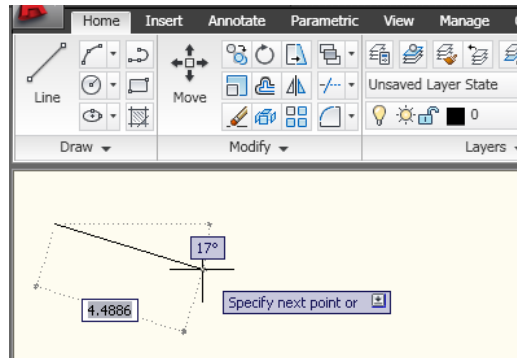 Home Insert Annotate Parametric View Manage
Line
Move
Unsaved Layer State
0
Draw Modify Layers
17°
4.4886
Specify next point or